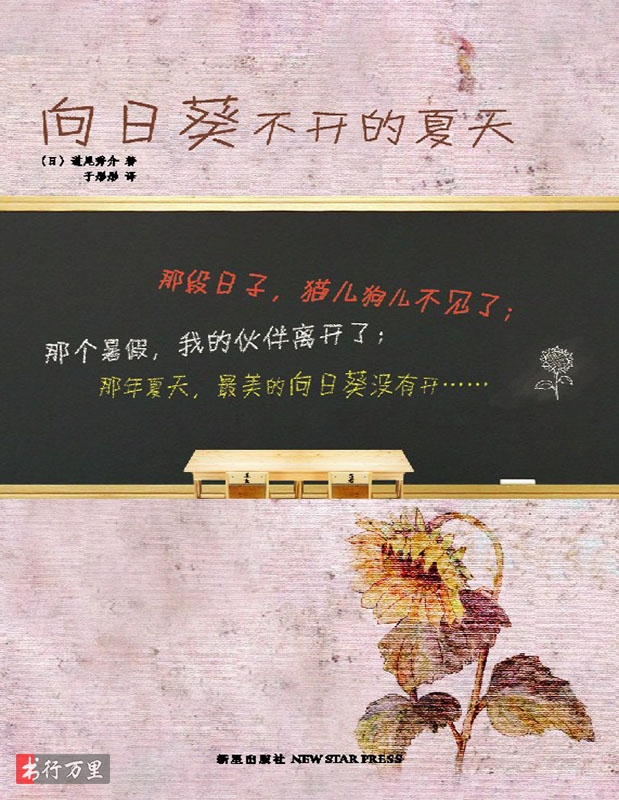 向日葵不开的夏天
（日）道尾秀介 著
于彤彤 译
那段日子，猫儿狗儿不见了；
那个暑假，我的伙伴离开了；
那年夏天，最美的向日葵没有开……
新星出版社 NEW STAR PRESS
书行万里